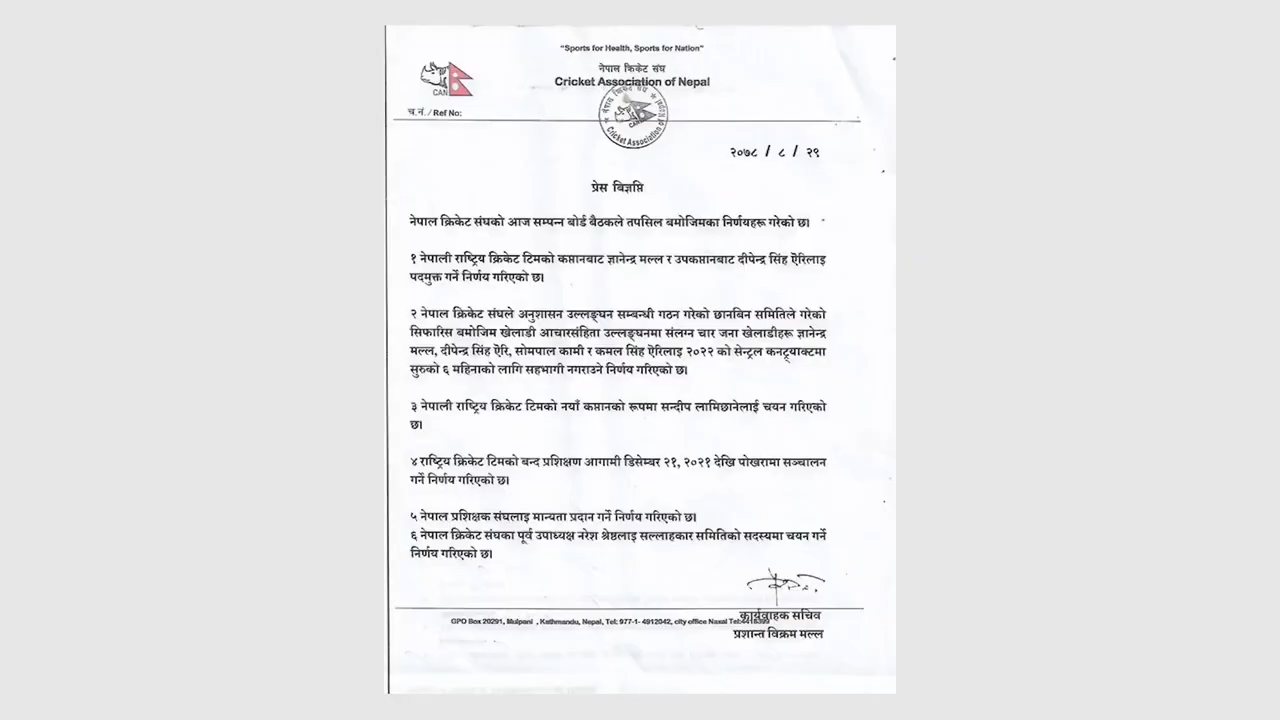 "Sports for Health, Sports for Nation"
नेपाल क्रिकेट संघ
Cricket Association of Nepal
CAN
नेपाल क्रिकेट संघ
CAN
Cricket Association of Nepal
च.नं./Ref No:
२०७८ / ८ / २९
प्रेस बिज्ञप्ति
नेपाल क्रिकेट संघको आज सम्पन्न बोर्ड बैठकले तपसिल बमोजिमका निर्णयहरू गरेको छ।
१ नेपाली राष्ट्रिय क्रिकेट टिमको कप्तानबाट ज्ञानेन्द्र मल्ल र उपकप्तानबाट दीपेन्द्र सिंह ऐरिलाइ
पदमुक्त गर्ने निर्णय गरिएको छ।
२ नेपाल क्रिकेट संघले अनुशासन उल्लङ्घन सम्बन्धी गठन गरेको छानबिन समितिले गरेको
सिफारिस बमोजिम खेलाडी आचारसंहिता उल्लङ्घनमा संलग्न चार जना खेलाडीहरू ज्ञानेन्द्र
मल्ल, दीपेन्द्र सिंह ऐरि, सोमपाल कामी र कमल सिंह ऐरिलाइ २०२२ को सेन्ट्रल कन्ट्र्याक्टमा
सुरुको ६ महिनाको लागि सहभागी नगराउने निर्णय गरिएको छ।
३ नेपाली राष्ट्रिय क्रिकेट टिमको नयाँ कप्तानको रूपमा सन्दीप लामिछानेलाई चयन गरिएको
छ।
४ राष्ट्रिय क्रिकेट टिमको बन्द प्रशिक्षण आगामी डिसेम्बर २१, २०२१ देखि पोखरामा सञ्चालन
गर्ने निर्णय गरिएको छ।
५ नेपाल प्रशिक्षक संघलाइ मान्यता प्रदान गर्ने निर्णय गरिएको छ।
६ नेपाल क्रिकेट संघका पूर्व उपाध्यक्ष नरेश श्रेष्ठलाइ सल्लाहकार समितिको सदस्यमा चयन गर्ने
निर्णय गरिएको छ।
कार्यवाहक सचिव
GPO Box 20291, Mulpani , Kathmandu, Nepal, Tel: 977-1- 4912042, city office Naxal Tel:4418399
प्रशान्त विक्रम मल्ल